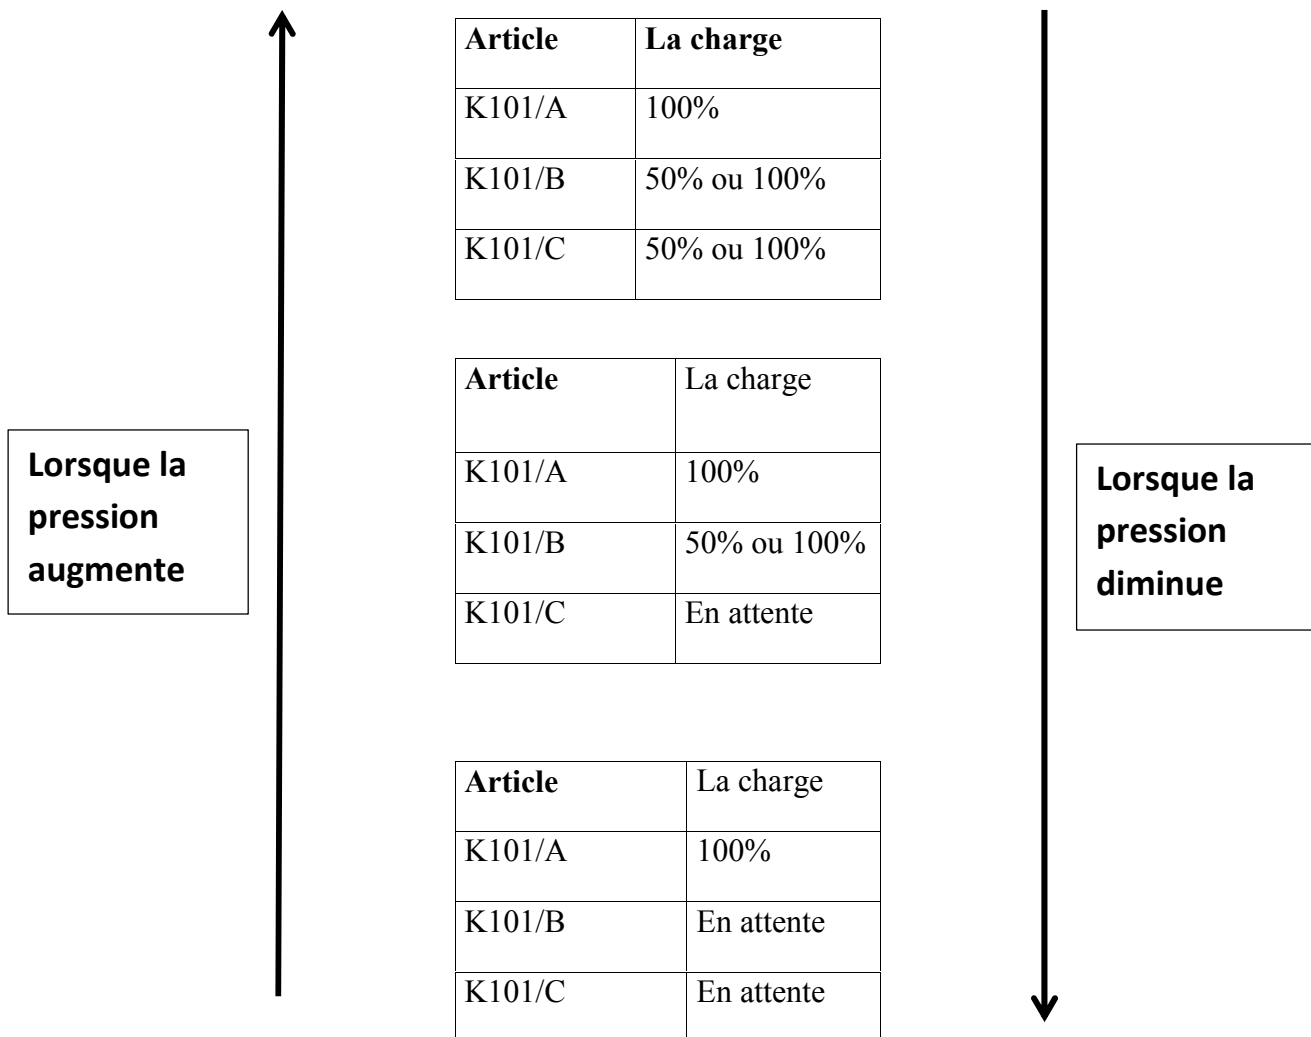 Article La charge
K101/A 100%
K101/B 50% ou 100%
K101/C 50% ou 100%
Article La charge
K101/A 100%
K101/B 50% ou 100%
K101/C En attente
Lorsque la
pression
augmente
Lorsque la
pression
diminue
Article La charge
K101/A 100%
K101/B En attente
K101/C En attente